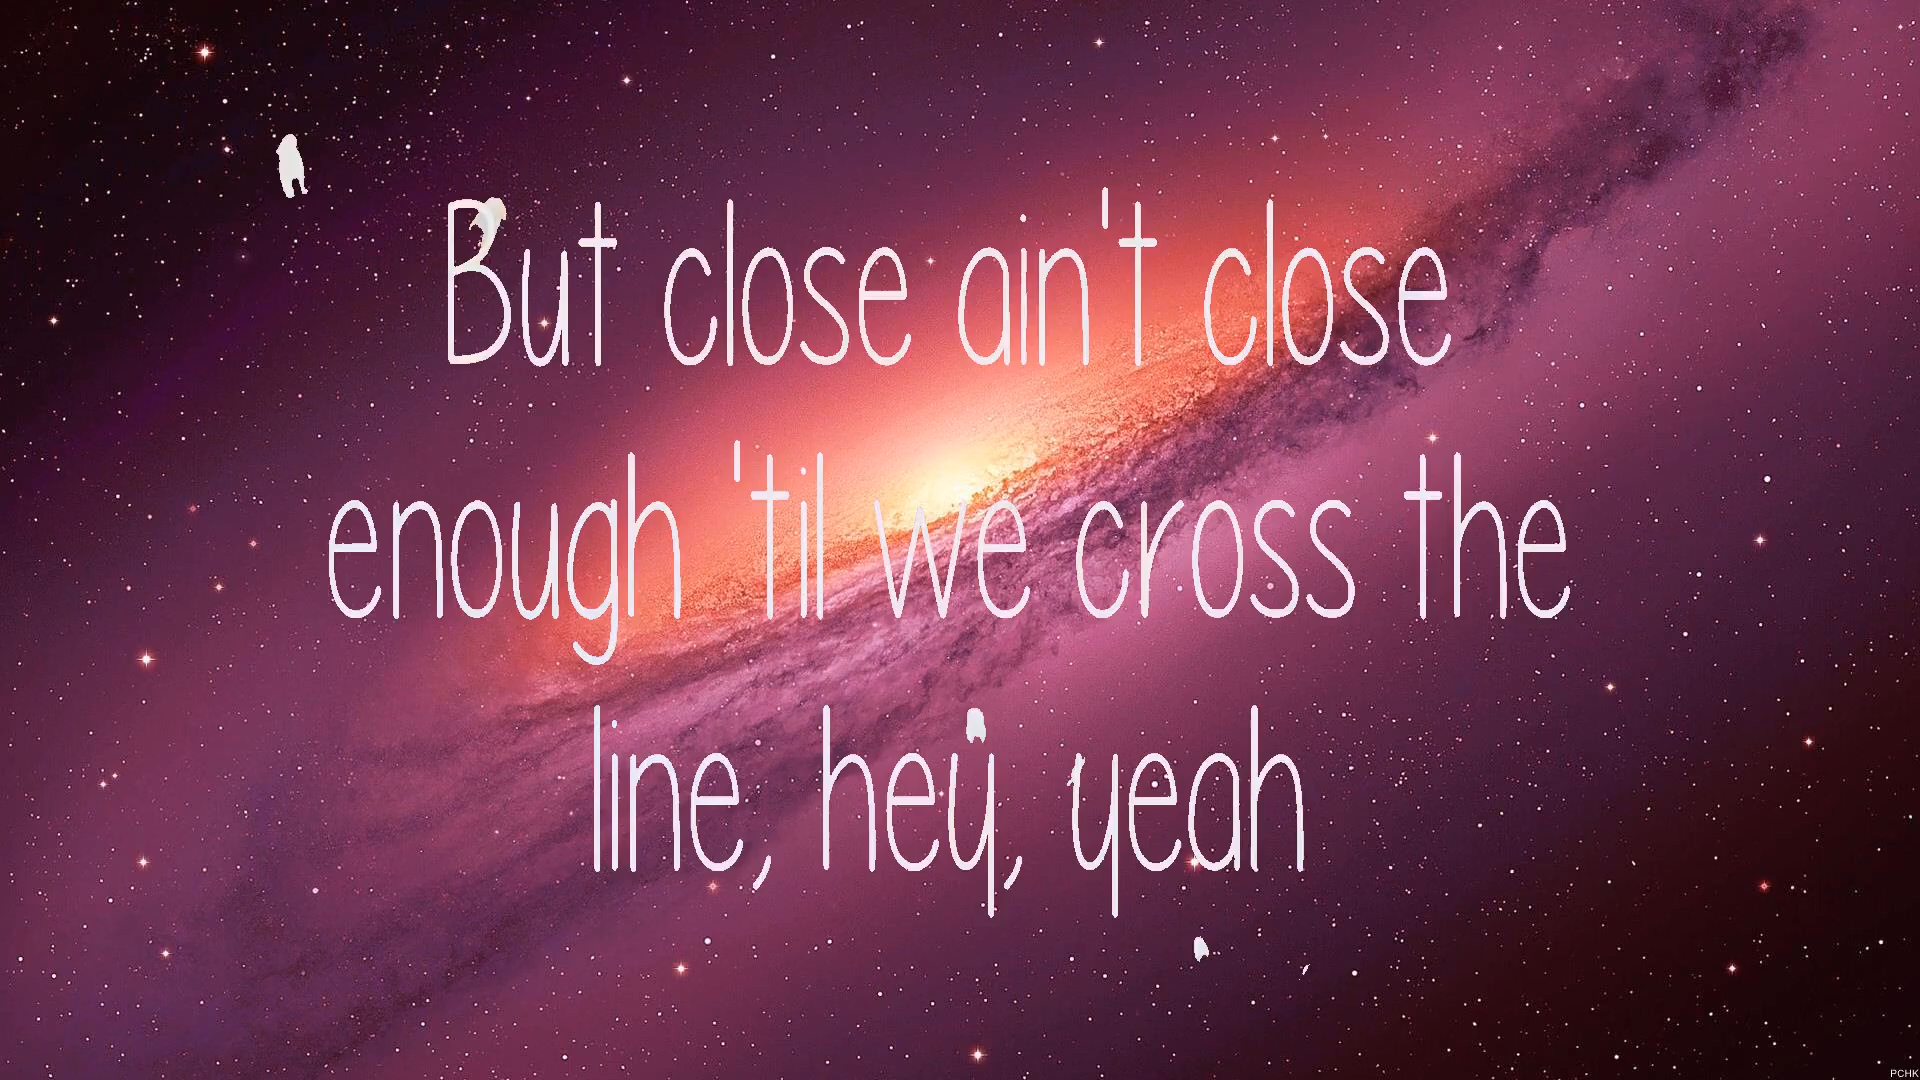 But close ain't close
enough 'til we cross the
line, hey, yeah
PCHK